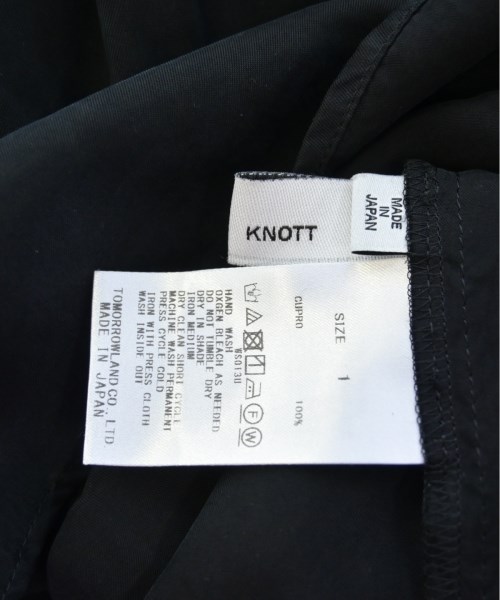 KNOTT
MADE
IN
JAPAN
SIZE 1
CUPRO 100%
W
W5013U
HAND WASH
OXGEN BLEACH AS NEEDED
DO NOT TUMBLE DRY
DRY IN SHADE
IRON MEDIUM
DRY CLEAN SHORT CYCLE
MACHINE WASH PERMANENT
PRESS CYCLE COLD
IRON WITH PRESS CLOTH
WASH INSIDE OUT
TOMORROWLAND CO., LTD.
MADE IN JAPAN